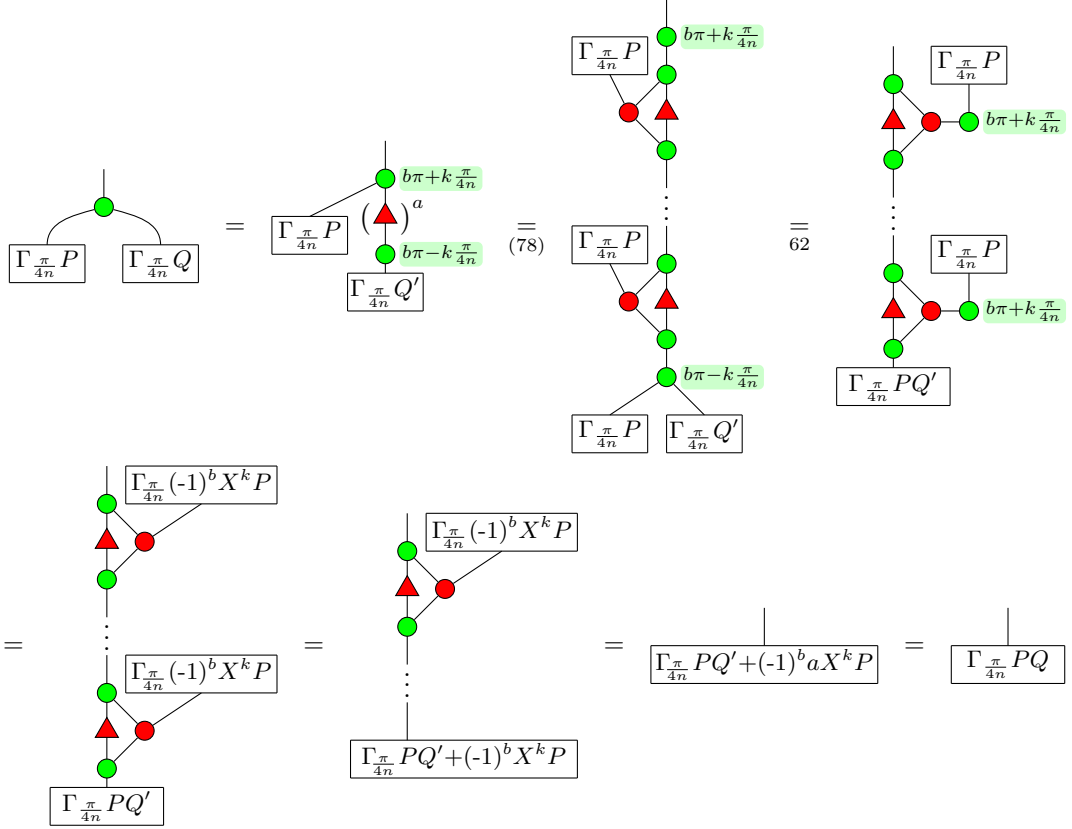 Γ_{π/4n} P Γ_{π/4n} Q
=
bπ+k π/4n
Γ_{π/4n} P ( )^a
bπ−k π/4n
Γ_{π/4n} Q′
= (78)
bπ+k π/4n
Γ_{π/4n} P
⋮
Γ_{π/4n} P
bπ−k π/4n
Γ_{π/4n} P Γ_{π/4n} Q′
= 62
Γ_{π/4n} P
bπ+k π/4n
⋮
Γ_{π/4n} P
bπ+k π/4n
Γ_{π/4n} PQ′
=
Γ_{π/4n} (-1)^b X^k P
⋮
Γ_{π/4n} (-1)^b X^k P
Γ_{π/4n} PQ′
=
Γ_{π/4n} (-1)^b X^k P
⋮
Γ_{π/4n} PQ′+(-1)^b X^k P
=
Γ_{π/4n} PQ′+(-1)^b aX^k P
=
Γ_{π/4n} PQ